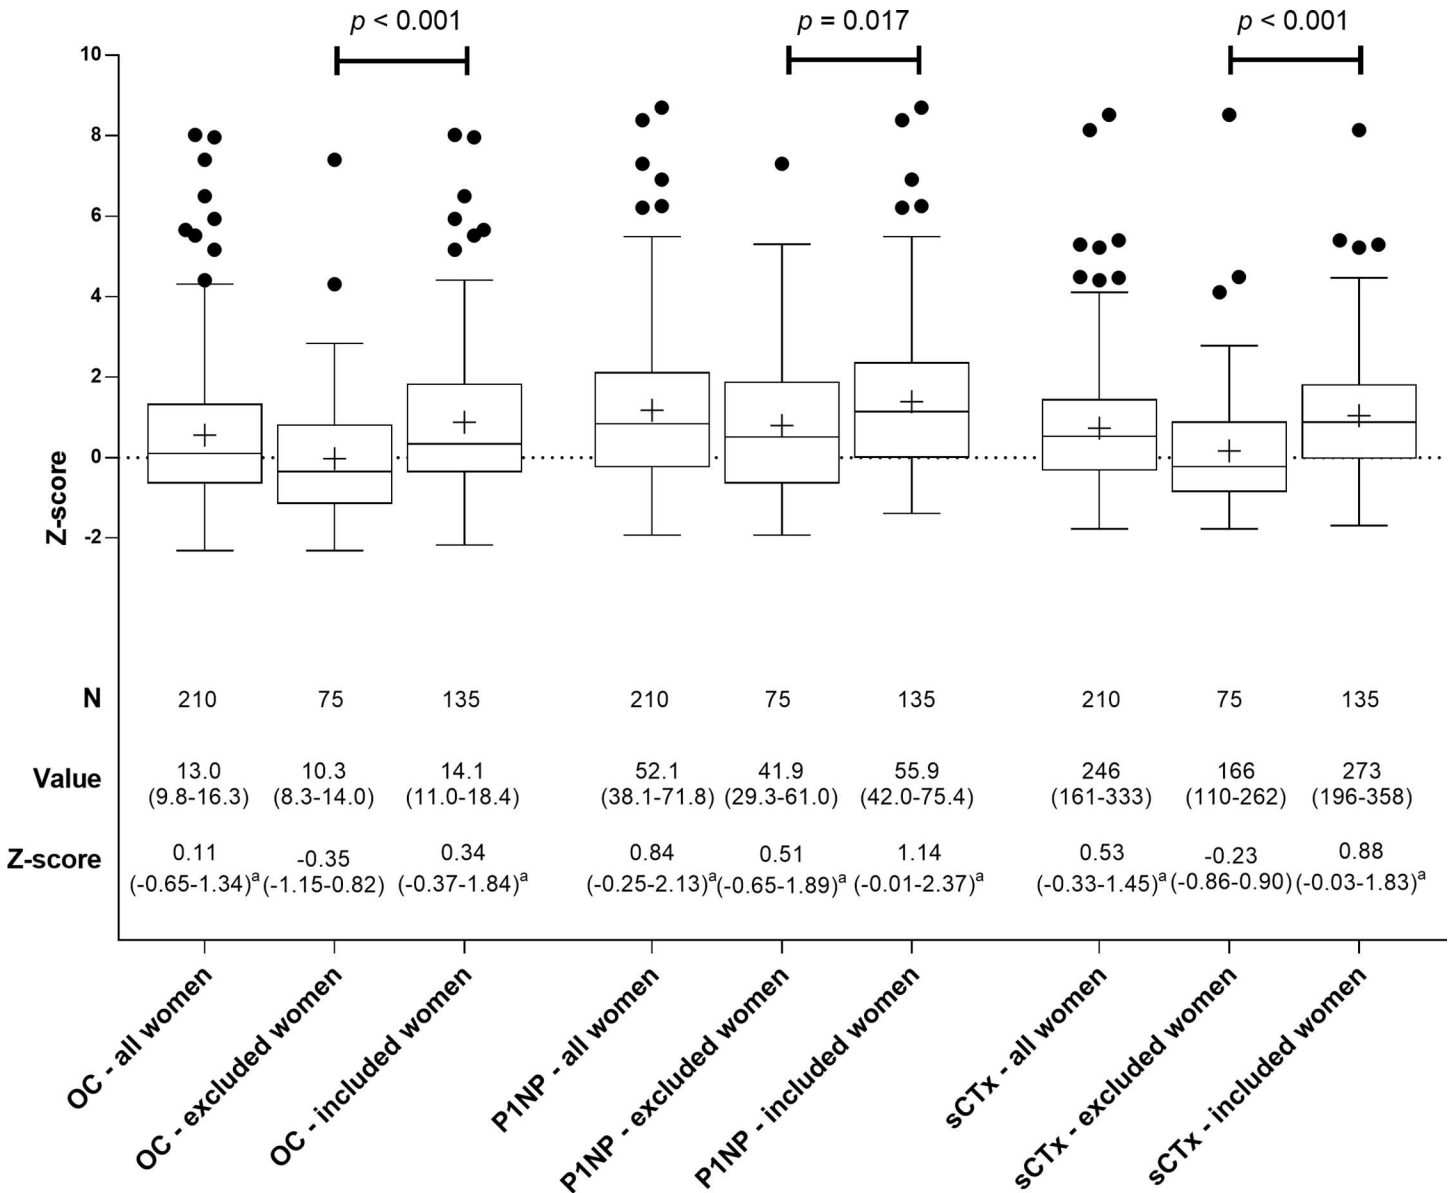 p < 0.001
p = 0.017
p < 0.001
10
8
6
4
2
0
-2
Z-score
N
210
75
135
210
75
135
210
75
135
Value
13.0
10.3
14.1
52.1
41.9
55.9
246
166
273
(9.8-16.3)
(8.3-14.0)
(11.0-18.4)
(38.1-71.8)
(29.3-61.0)
(42.0-75.4)
(161-333)
(110-262)
(196-358)
Z-score
0.11
-0.35
0.34
0.84
0.51
1.14
0.53
-0.23
0.88
(-0.65-1.34)a
(-1.15-0.82)
(-0.37-1.84)a
(-0.25-2.13)a
(-0.65-1.89)a
(-0.01-2.37)a
(-0.33-1.45)a
(-0.86-0.90)
(-0.03-1.83)a
OC - all women
OC - excluded women
OC - included women
P1NP - all women
P1NP - excluded women
P1NP - included women
sCTx - all women
sCTx - excluded women
sCTx - included women